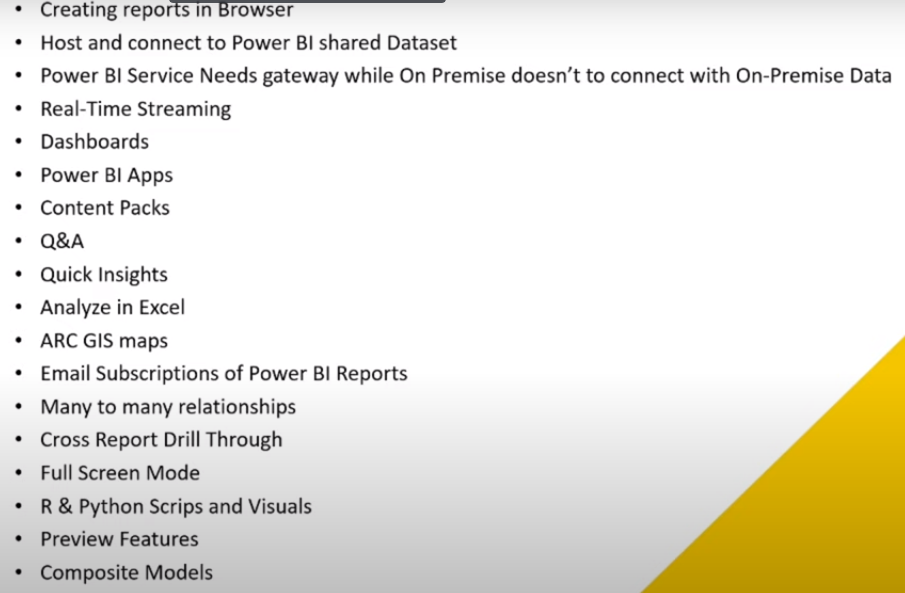 • Creating reports in Browser
• Host and connect to Power BI shared Dataset
• Power BI Service Needs gateway while On Premise doesn't to connect with On-Premise Data
• Real-Time Streaming
• Dashboards
• Power BI Apps
• Content Packs
• Q&A
• Quick Insights
• Analyze in Excel
• ARC GIS maps
• Email Subscriptions of Power BI Reports
• Many to many relationships
• Cross Report Drill Through
• Full Screen Mode
• R & Python Scrips and Visuals
• Preview Features
• Composite Models